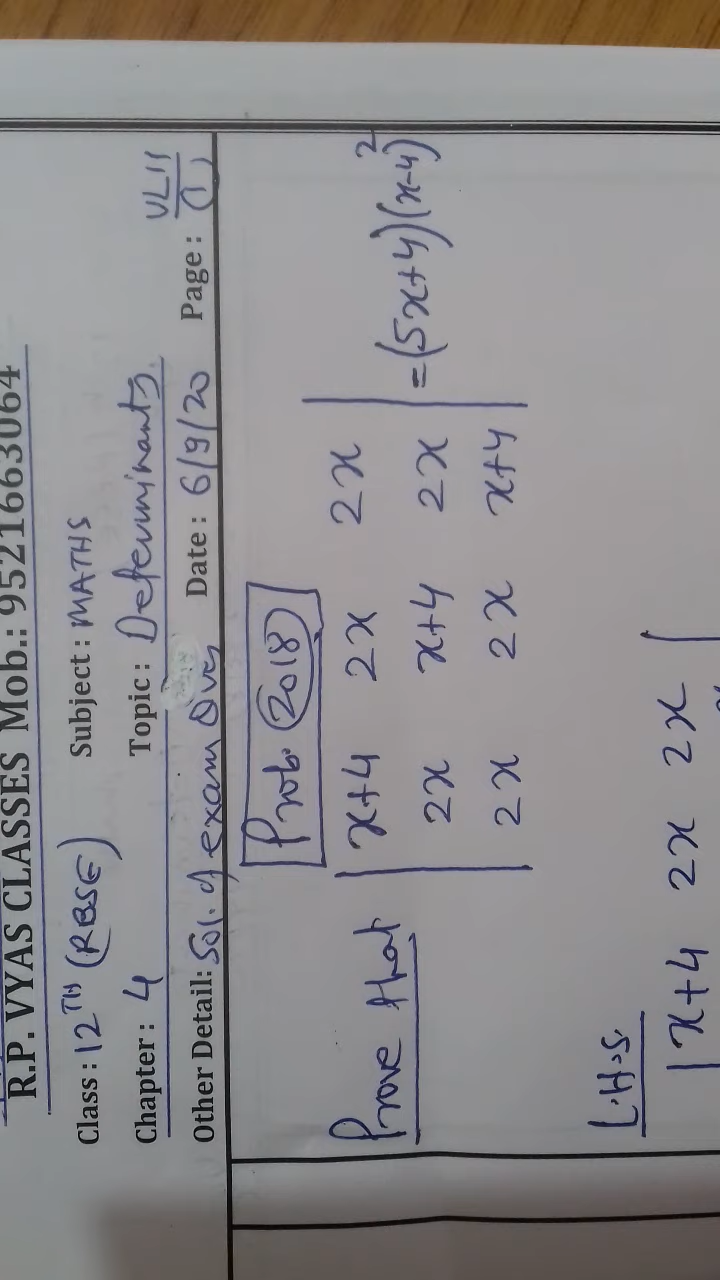 R.P. VYAS CLASSES Mob.: 9521663064
Class: 12TH (RBSE) Subject: MATHS
Chapter: 4 Topic: Determinants.
Other Detail: Sol. of exam Qus Date: 6/9/20 Page: VL11/(1)
Prob. (2018)
Prove that | x+4 2x 2x |
| 2x x+4 2x | = (5x+4)(x-4)²
| 2x 2x x+4 |
L.H.S.
| x+4 2x 2x |